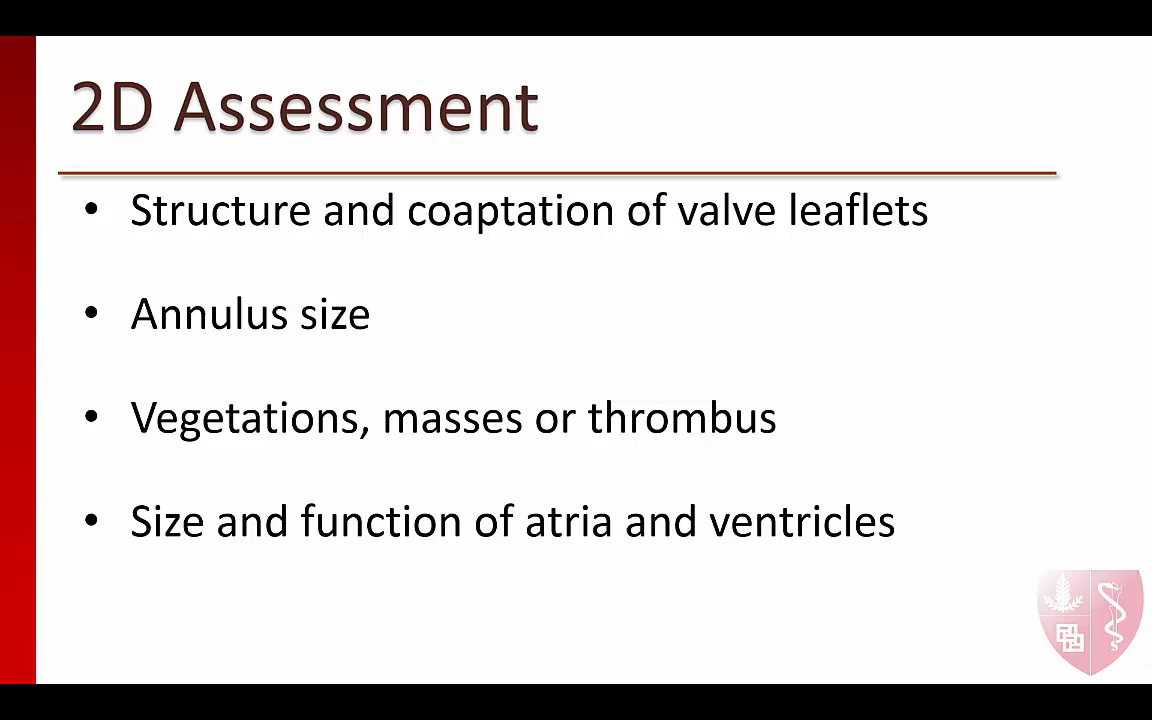 2D Assessment
• Structure and coaptation of valve leaflets
• Annulus size
• Vegetations, masses or thrombus
• Size and function of atria and ventricles